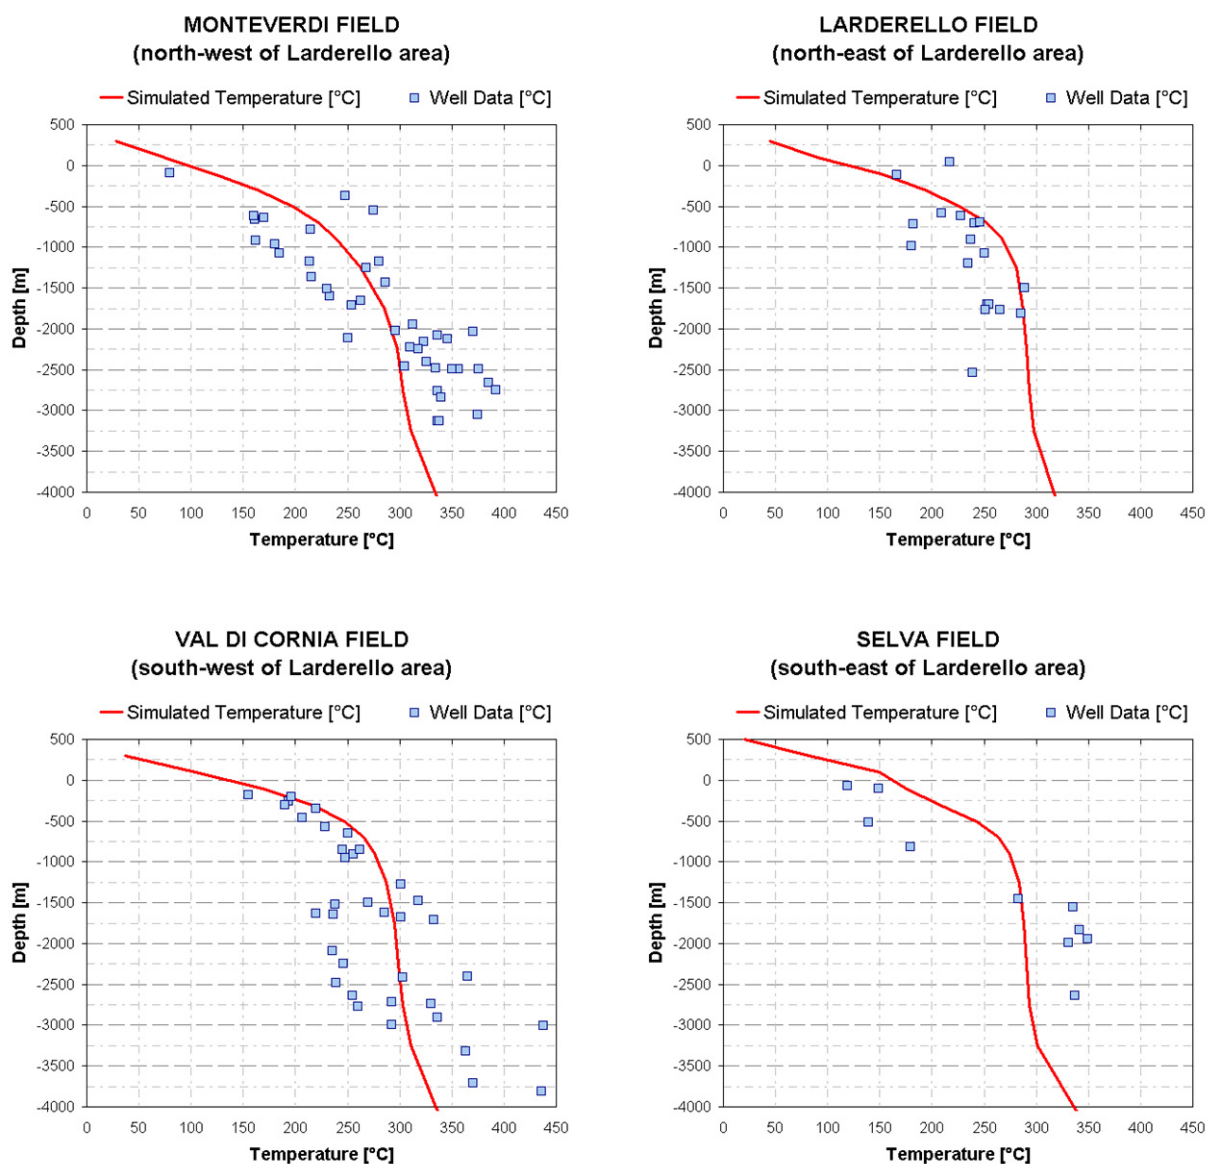 MONTEVERDI FIELD
(north-west of Larderello area)
Simulated Temperature [°C]
Well Data [°C]
500
0
-500
-1000
-1500
-2000
-2500
-3000
-3500
-4000
Depth [m]
0 50 100 150 200 250 300 350 400 450
Temperature [°C]
LARDERELLO FIELD
(north-east of Larderello area)
Simulated Temperature [°C]
Well Data [°C]
500
0
-500
-1000
-1500
-2000
-2500
-3000
-3500
-4000
Depth [m]
0 50 100 150 200 250 300 350 400 450
Temperature [°C]
VAL DI CORNIA FIELD
(south-west of Larderello area)
Simulated Temperature [°C]
Well Data [°C]
500
0
-500
-1000
-1500
-2000
-2500
-3000
-3500
-4000
Depth [m]
0 50 100 150 200 250 300 350 400 450
Temperature [°C]
SELVA FIELD
(south-east of Larderello area)
Simulated Temperature [°C]
Well Data [°C]
500
0
-500
-1000
-1500
-2000
-2500
-3000
-3500
-4000
Depth [m]
0 50 100 150 200 250 300 350 400 450
Temperature [°C]